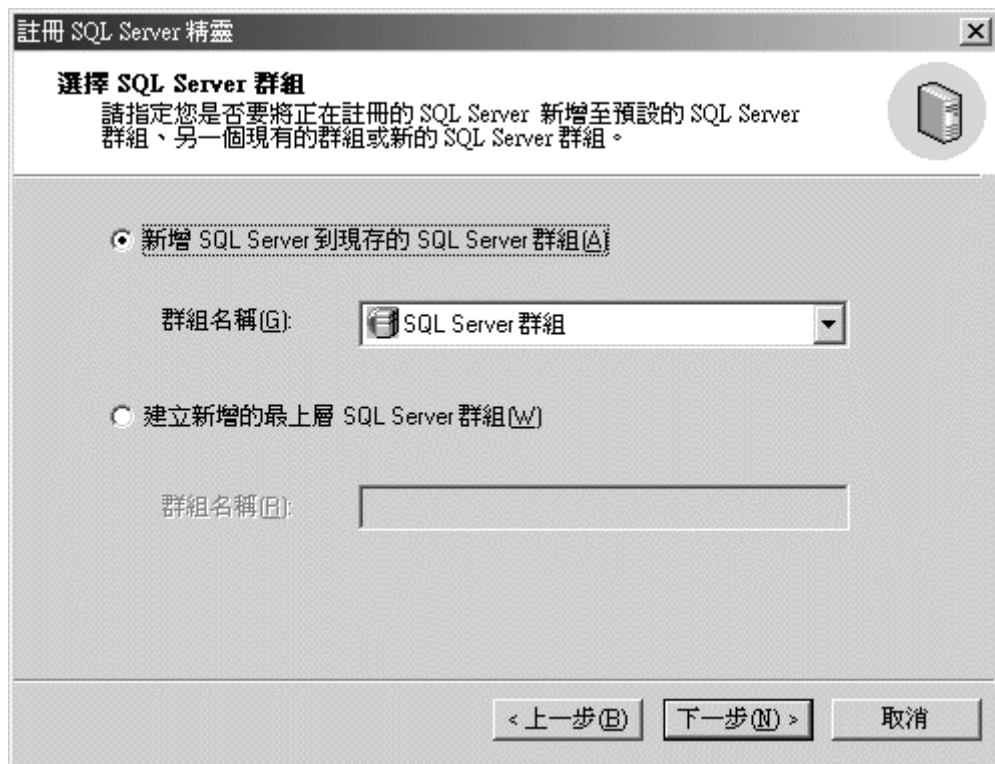 註冊 SQL Server 精靈
選擇 SQL Server 群組
請指定您是否要將正在註冊的 SQL Server 新增至預設的 SQL Server
群組、另一個現有的群組或新的 SQL Server 群組。
新增 SQL Server 到現存的 SQL Server 群組(A)
群組名稱(G):
SQL Server 群組
建立新增的最上層 SQL Server 群組(W)
群組名稱(R):
< 上一步(B)
下一步(N) >
取消